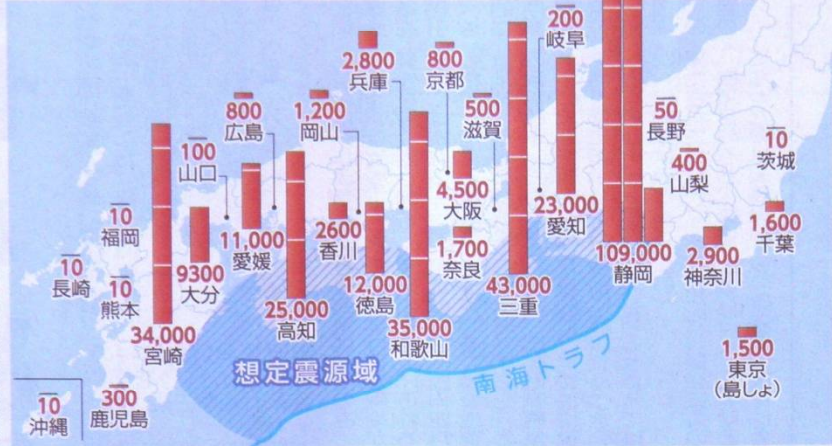 200
岐阜
2,800
兵庫
800
京都
800
広島
1,200
岡山
500
滋賀
50
長野
100
山口
400
山梨
10
茨城
4,500
大阪
23,000
愛知
10
福岡
11,000
愛媛
2600
香川
1,700
奈良
109,000
静岡
2,900
神奈川
1,600
千葉
10
長崎
10
熊本
9300
大分
12,000
徳島
43,000
三重
25,000
高知
34,000
宮崎
35,000
和歌山
1,500
東京
(島しょ)
想定震源域
南海トラフ
10
沖縄
300
鹿児島